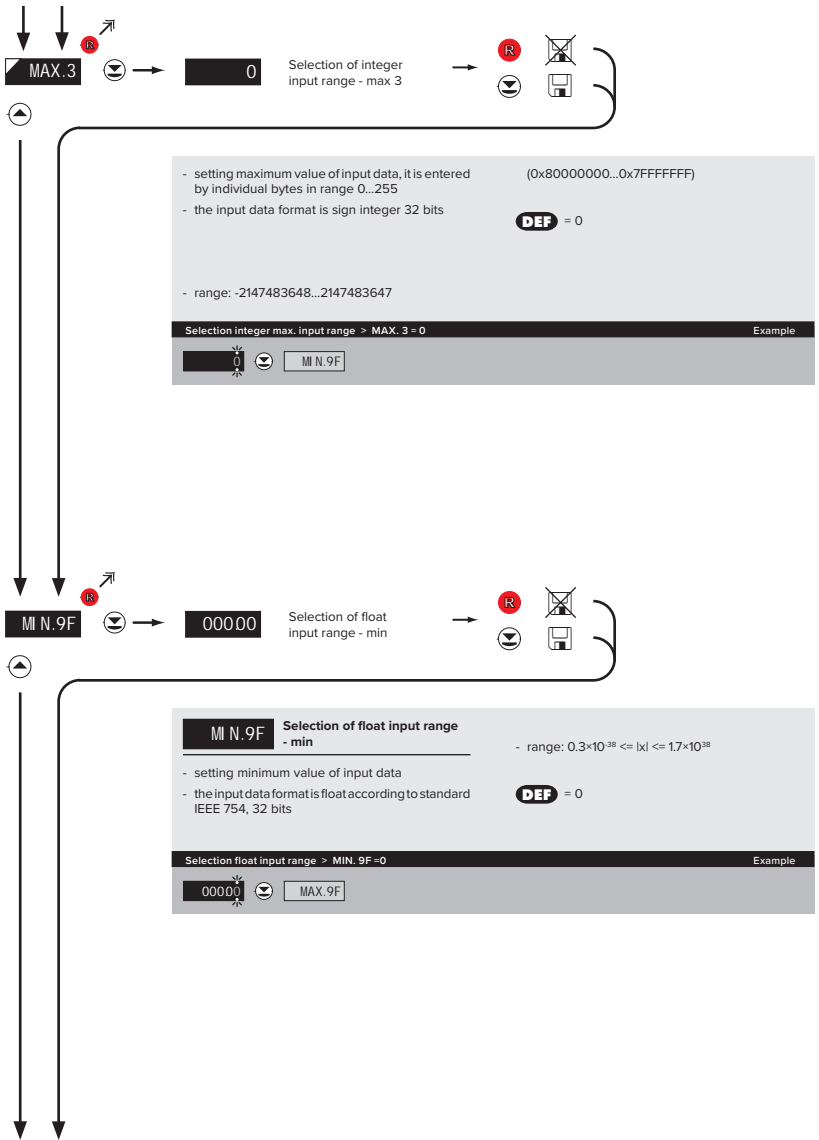 R
MAX.3
0
Selection of integer
input range - max 3
R
- setting maximum value of input data, it is entered
by individual bytes in range 0...255
- the input data format is sign integer 32 bits
- range: -2147483648...2147483647
(0x80000000...0x7FFFFFFF)
DEF = 0
Selection integer max. input range > MAX. 3 = 0
Example
0
MIN.9F
R
MIN.9F
00000
Selection of float
input range - min
R
MIN.9F
Selection of float input range
- min
- setting minimum value of input data
- the input data format is float according to standard
IEEE 754, 32 bits
- range: 0.3×10⁻³⁸ <= |x| <= 1.7×10³⁸
DEF = 0
Selection float input range > MIN. 9F =0
Example
00000
MAX.9F